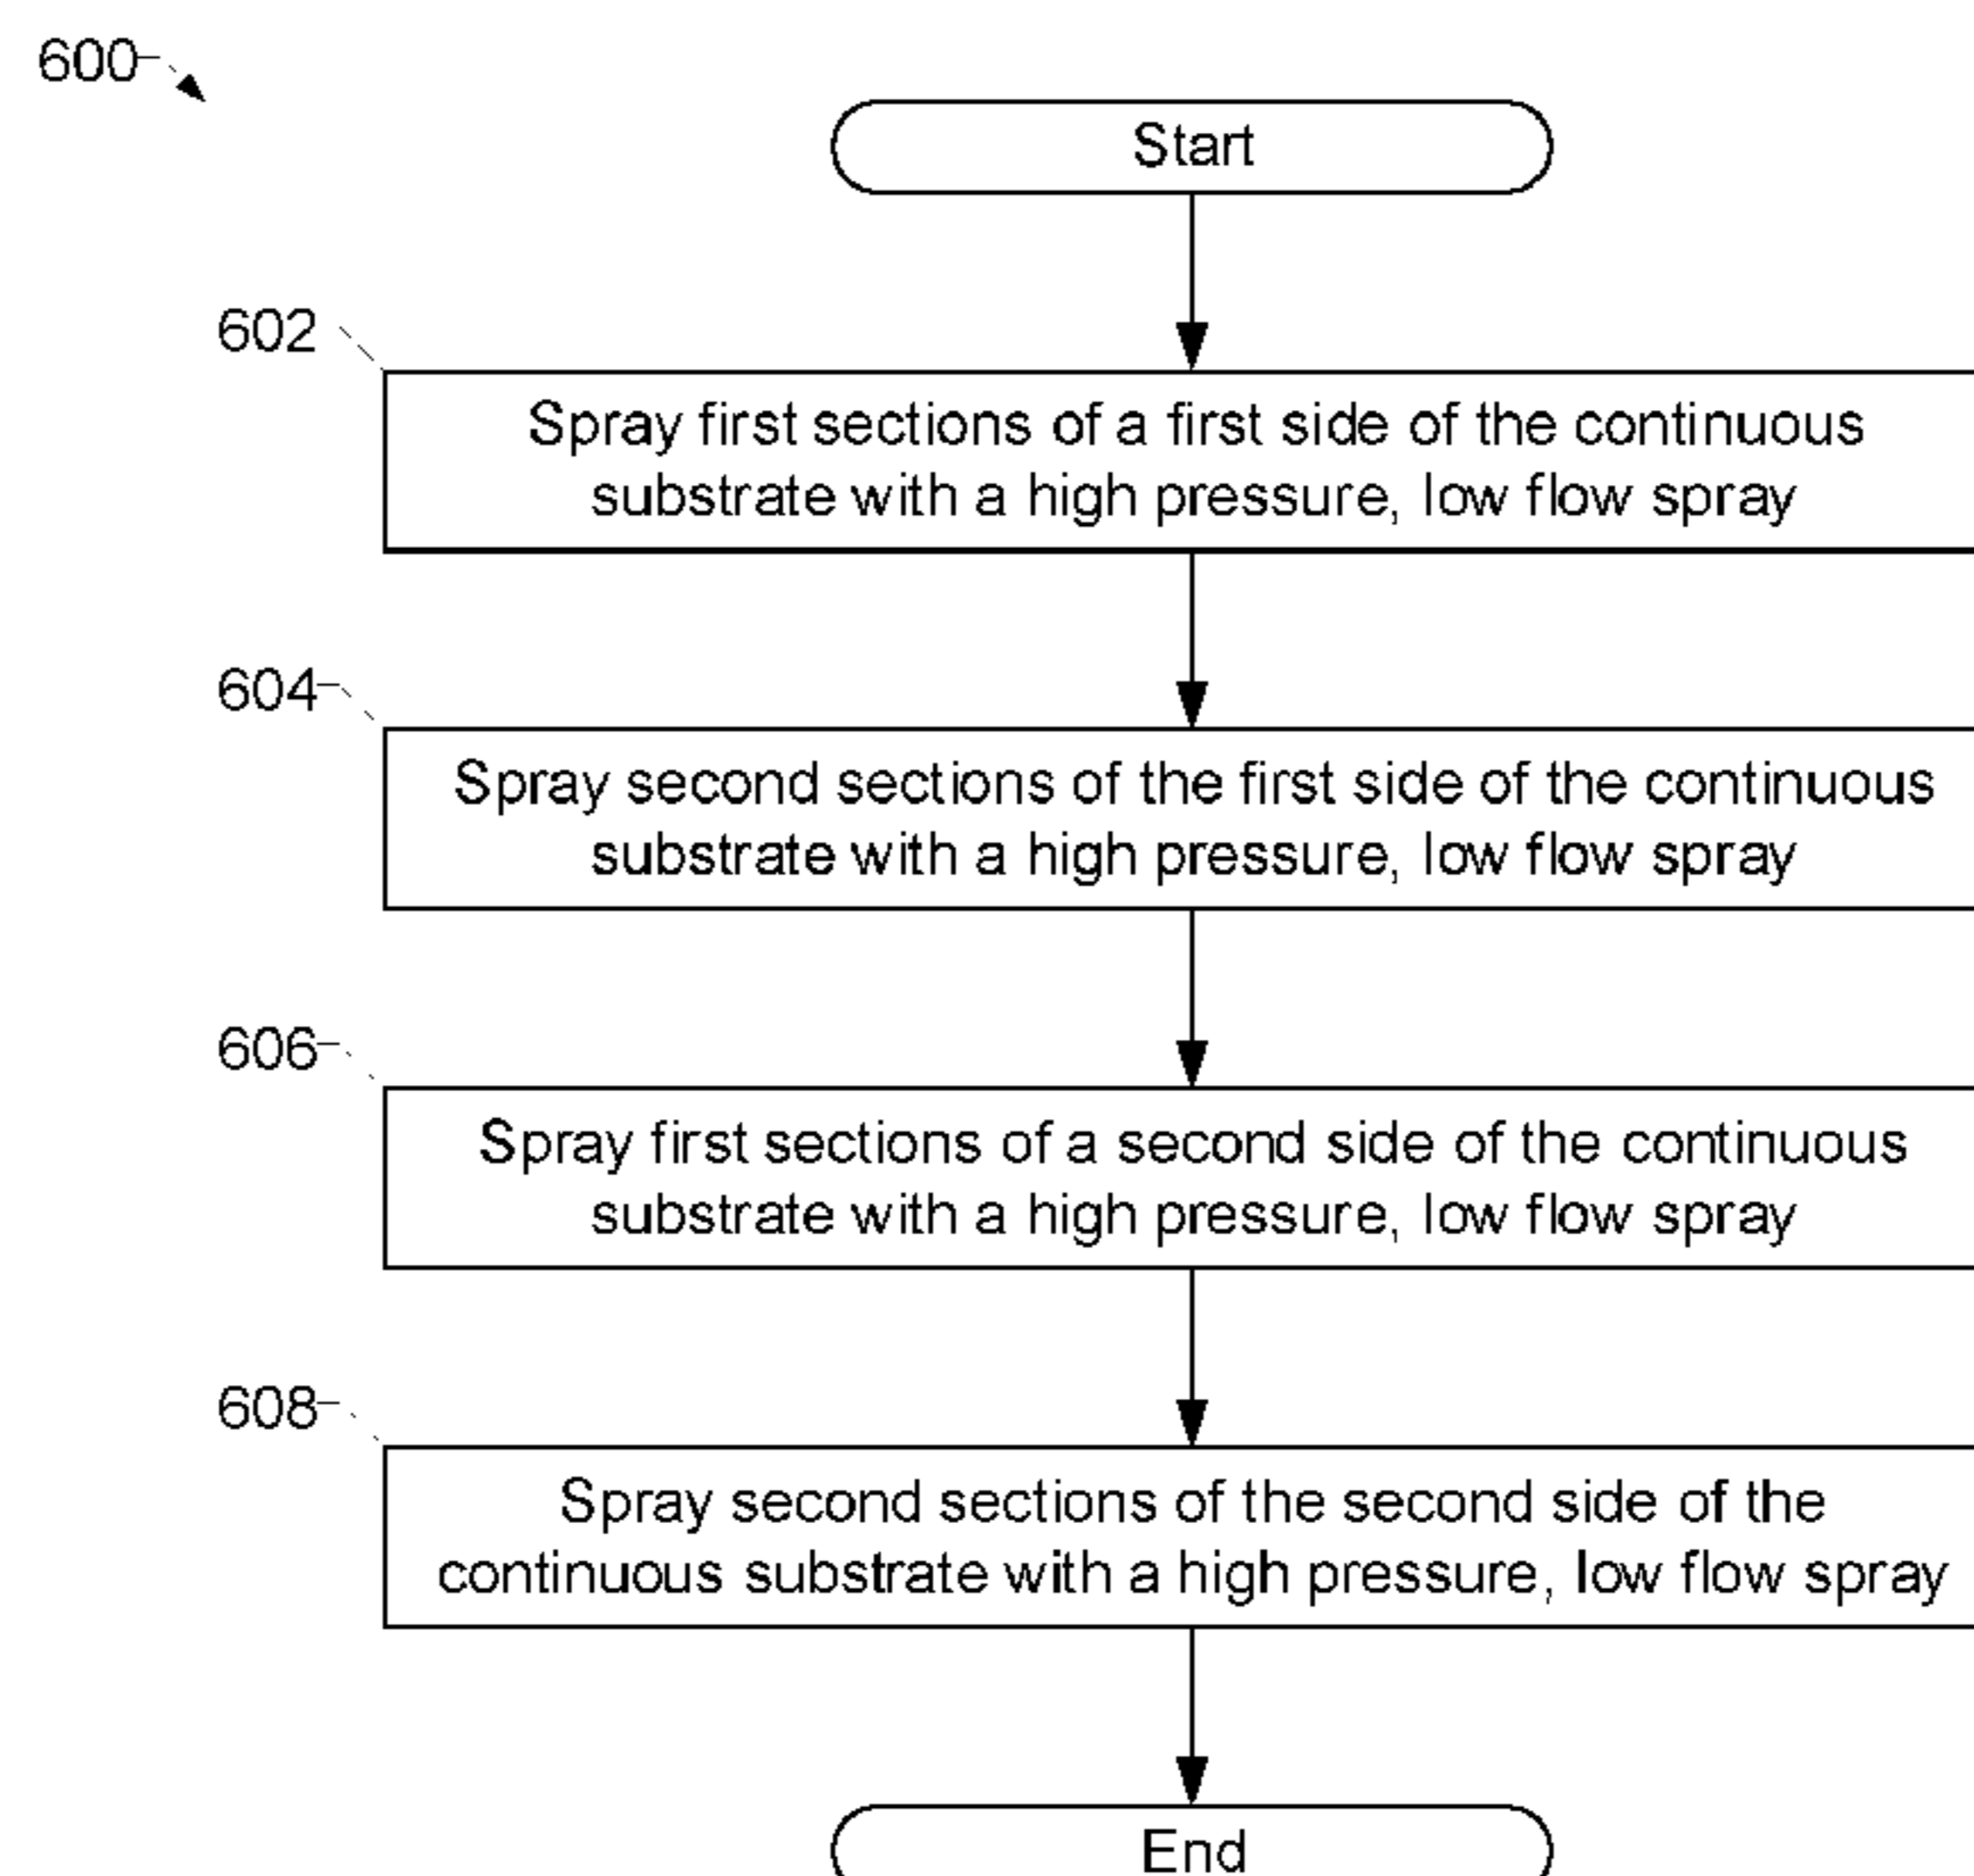 600
Start
602
Spray first sections of a first side of the continuous
substrate with a high pressure, low flow spray
604
Spray second sections of the first side of the continuous
substrate with a high pressure, low flow spray
606
Spray first sections of a second side of the continuous
substrate with a high pressure, low flow spray
608
Spray second sections of the second side of the
continuous substrate with a high pressure, low flow spray
End